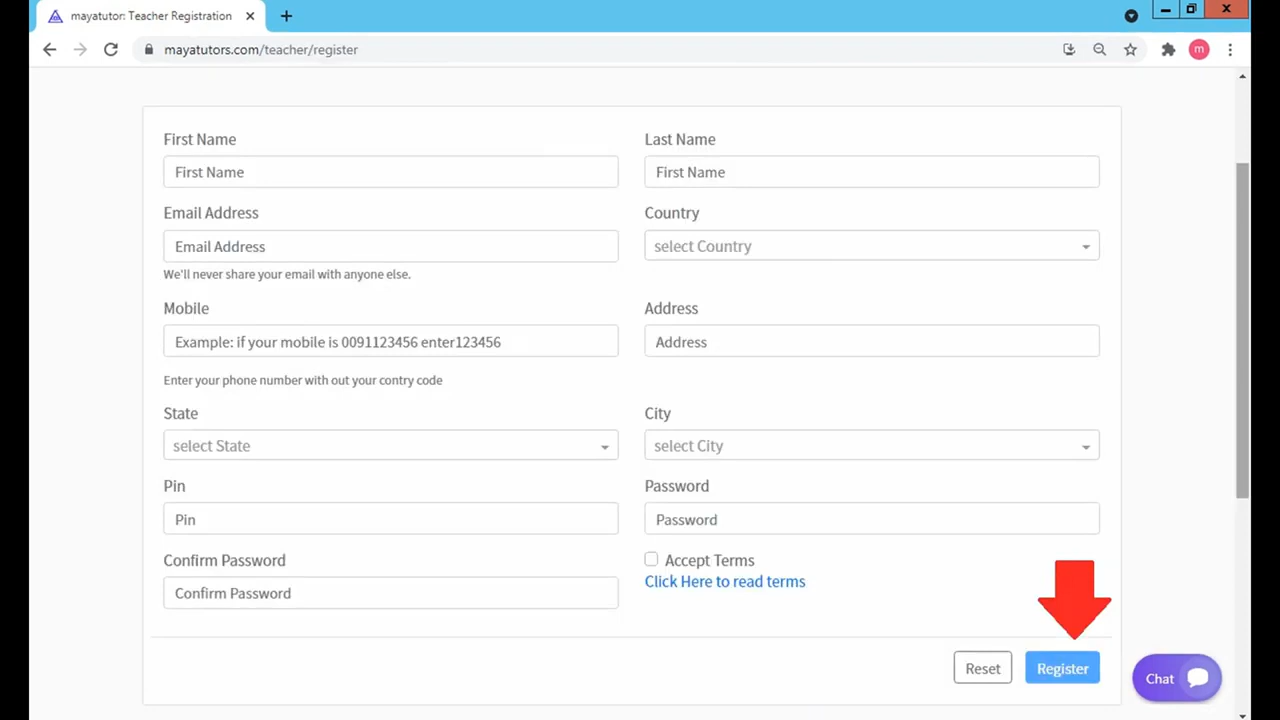 mayatutor: Teacher Registration
mayatutors.com/teacher/register
m
First Name
Last Name
First Name
First Name
Email Address
Country
Email Address
select Country
We'll never share your email with anyone else.
Mobile
Address
Example: if your mobile is 0091123456 enter123456
Address
Enter your phone number with out your contry code
State
City
select State
select City
Pin
Password
Pin
Password
Confirm Password
Accept Terms
Click Here to read terms
Confirm Password
Reset
Register
Chat